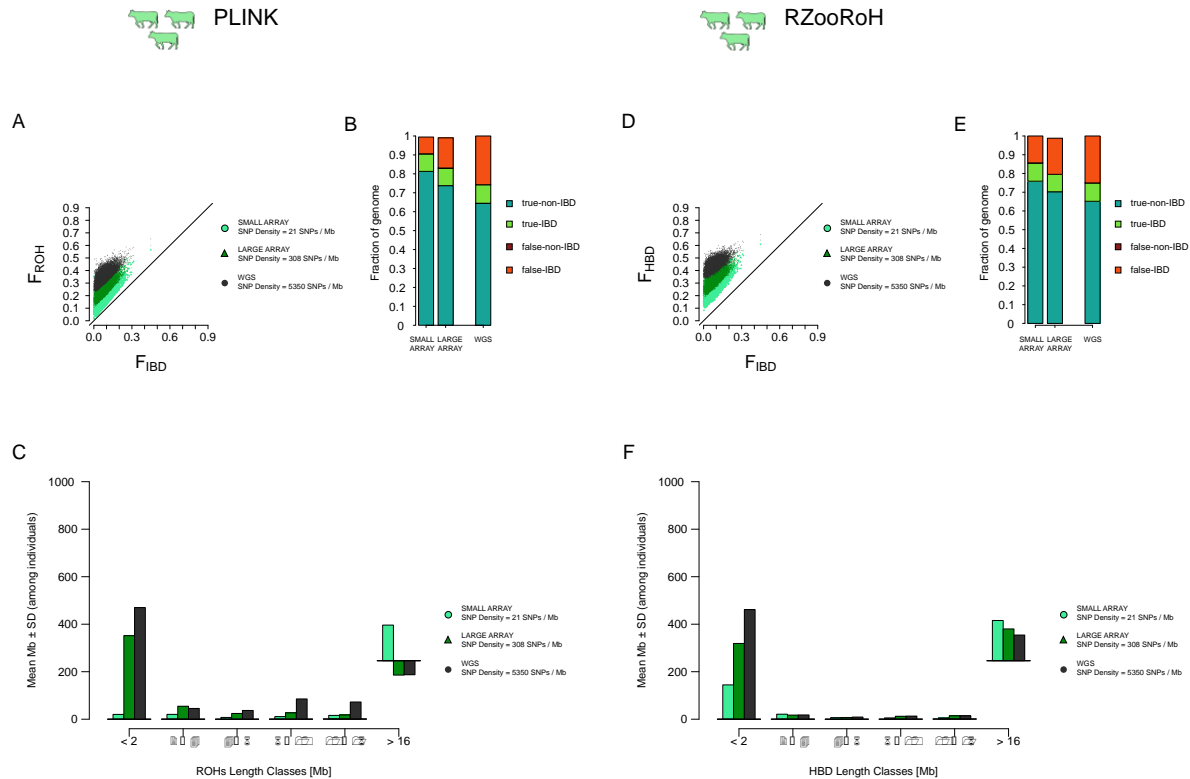 PLINK
RZooRoH
A
B
D
E
F_ROH
0.9
0.8
0.7
0.6
0.5
0.4
0.3
0.2
0.1
0.0
0.0
0.3
0.6
0.9
F_IBD
SMALL ARRAY
SNP Density = 21 SNPs / Mb
LARGE ARRAY
SNP Density = 308 SNPs / Mb
WGS
SNP Density = 5350 SNPs / Mb
Fraction of genome
1
0.9
0.8
0.7
0.6
0.5
0.4
0.3
0.2
0.1
0
SMALL ARRAY
LARGE ARRAY
WGS
true-non-IBD
true-IBD
false-non-IBD
false-IBD
F_HBD
0.9
0.8
0.7
0.6
0.5
0.4
0.3
0.2
0.1
0.0
0.0
0.3
0.6
0.9
F_IBD
SMALL ARRAY
SNP Density = 21 SNPs / Mb
LARGE ARRAY
SNP Density = 308 SNPs / Mb
WGS
SNP Density = 5350 SNPs / Mb
Fraction of genome
1
0.9
0.8
0.7
0.6
0.5
0.4
0.3
0.2
0.1
0
SMALL ARRAY
LARGE ARRAY
WGS
true-non-IBD
true-IBD
false-non-IBD
false-IBD
C
Mean Mb ± SD (among individuals)
1000
800
600
400
200
0
< 2
> 16
ROHs Length Classes [Mb]
SMALL ARRAY
SNP Density = 21 SNPs / Mb
LARGE ARRAY
SNP Density = 308 SNPs / Mb
WGS
SNP Density = 5350 SNPs / Mb
F
Mean Mb ± SD (among individuals)
1000
800
600
400
200
0
< 2
> 16
HBD Length Classes [Mb]
SMALL ARRAY
SNP Density = 21 SNPs / Mb
LARGE ARRAY
SNP Density = 308 SNPs / Mb
WGS
SNP Density = 5350 SNPs / Mb